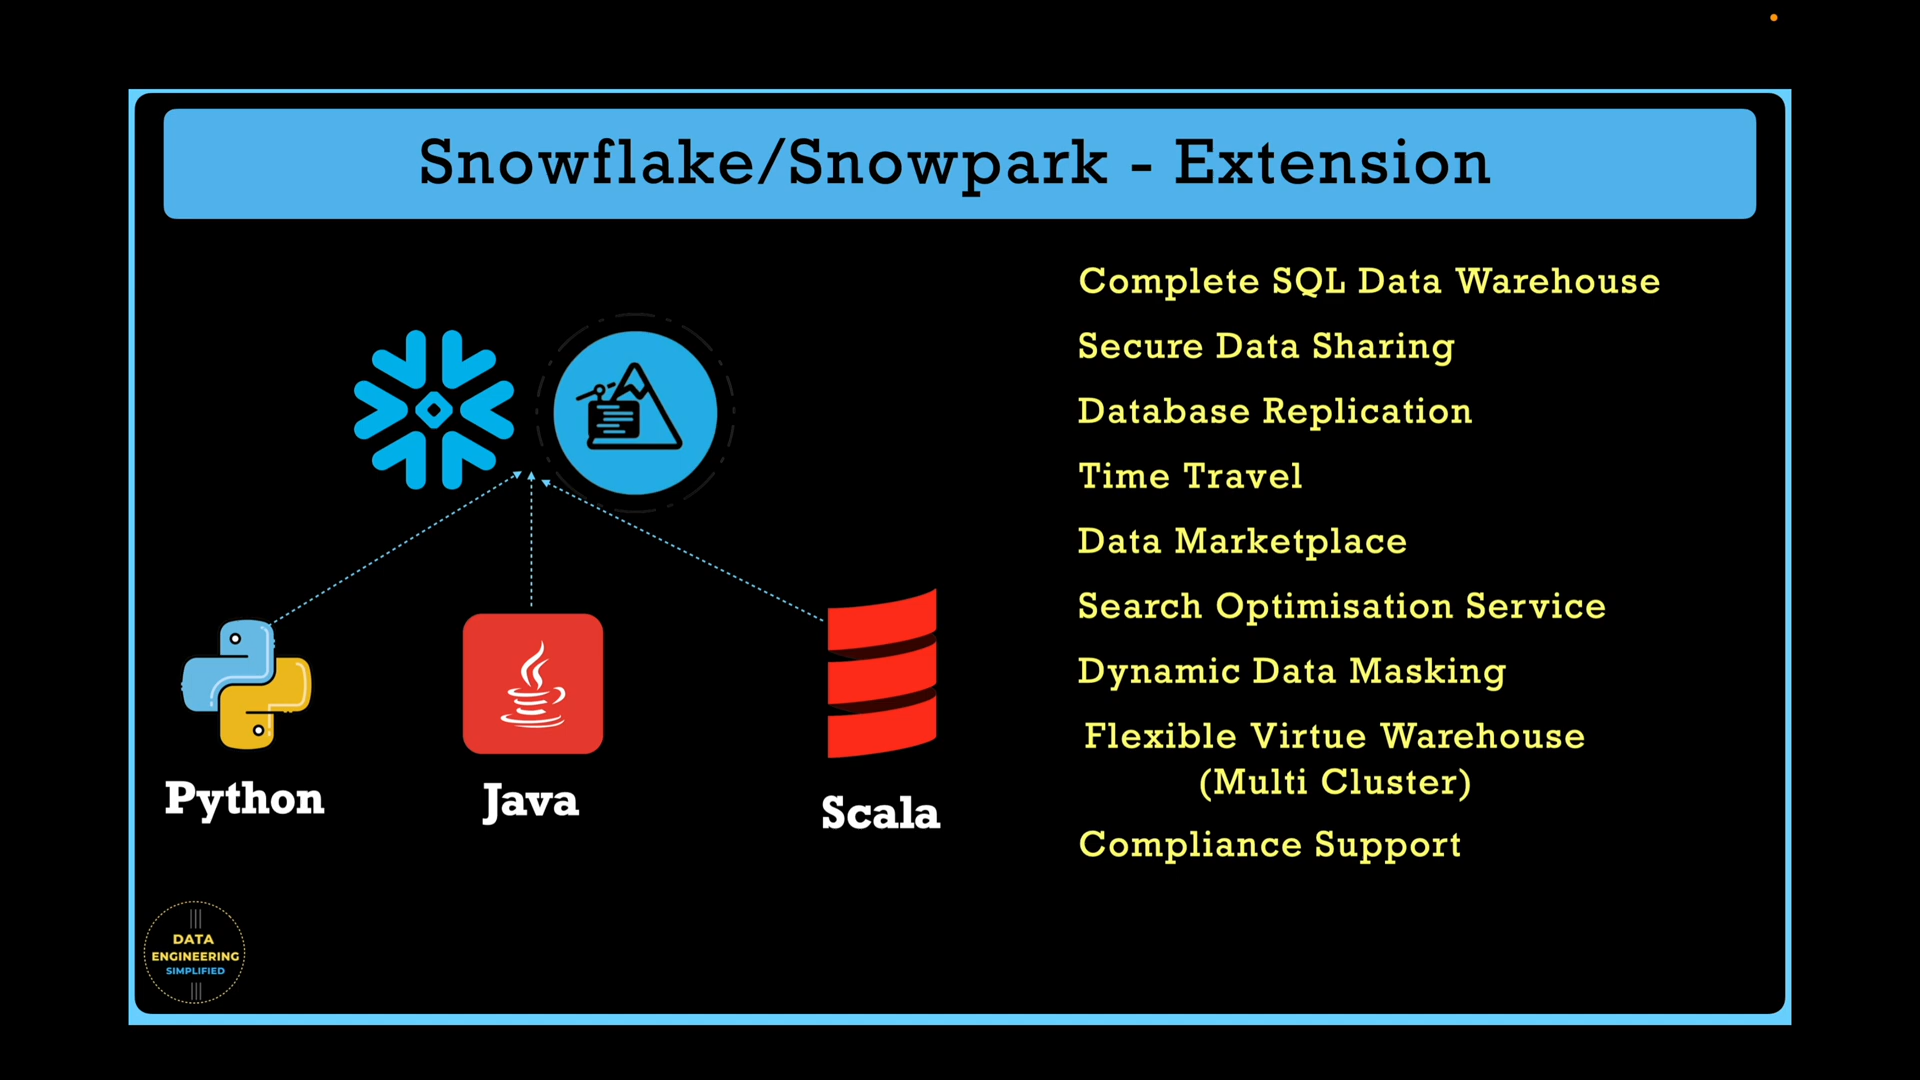 Snowflake/Snowpark - Extension
Complete SQL Data Warehouse
Secure Data Sharing
Database Replication
Time Travel
Data Marketplace
Search Optimisation Service
Dynamic Data Masking
Flexible Virtue Warehouse
(Multi Cluster)
Compliance Support
Python
Java
Scala
DATA
ENGINEERING
SIMPLIFIED